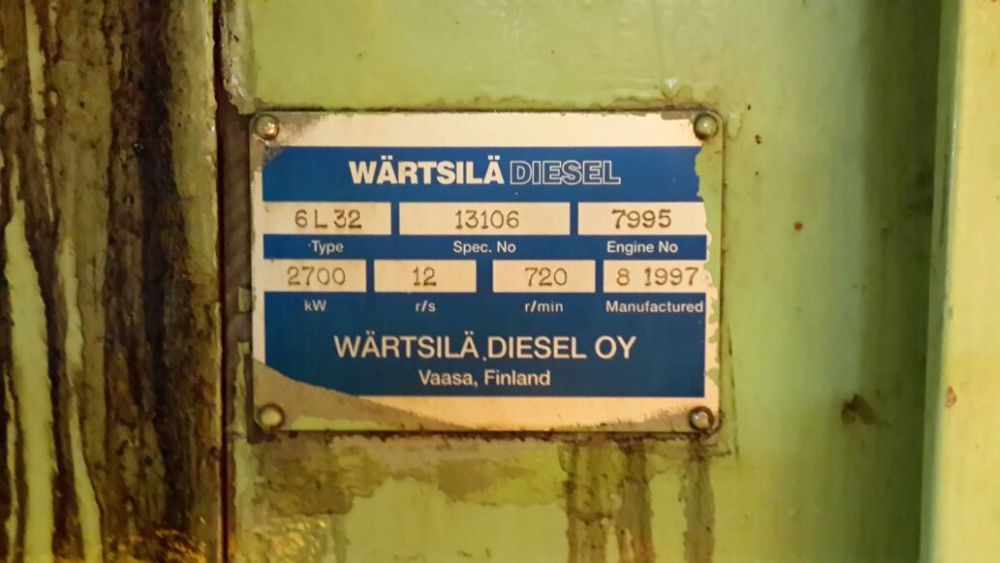 WÄRTSILÄ DIESEL
6L32 13106 7995
Type Spec. No Engine No
2700 12 720 8 1997
kW r/s r/min Manufactured
WÄRTSILÄ DIESEL OY
Vaasa, Finland